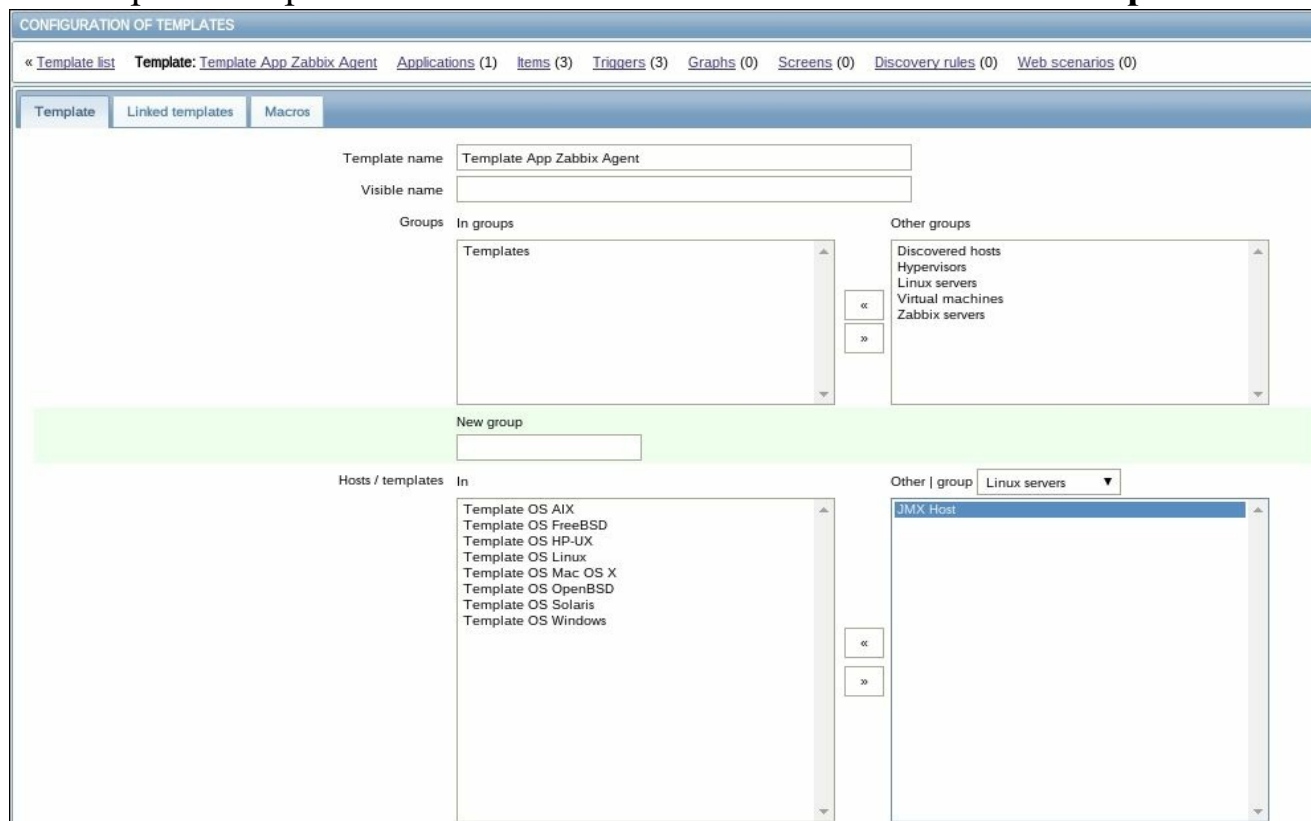 CONFIGURATION OF TEMPLATES
« Template list Template: Template App Zabbix Agent Applications (1) Items (3) Triggers (3) Graphs (0) Screens (0) Discovery rules (0) Web scenarios (0)
Template Linked templates Macros
Template name Template App Zabbix Agent
Visible name
Groups In groups Other groups
Templates Discovered hosts
Hypervisors
Linux servers
Virtual machines
Zabbix servers
«
»
New group
Hosts / templates In Other | group Linux servers ▼
Template OS AIX JMX Host
Template OS FreeBSD
Template OS HP-UX
Template OS Linux
Template OS Mac OS X
Template OS OpenBSD
Template OS Solaris
Template OS Windows
«
»